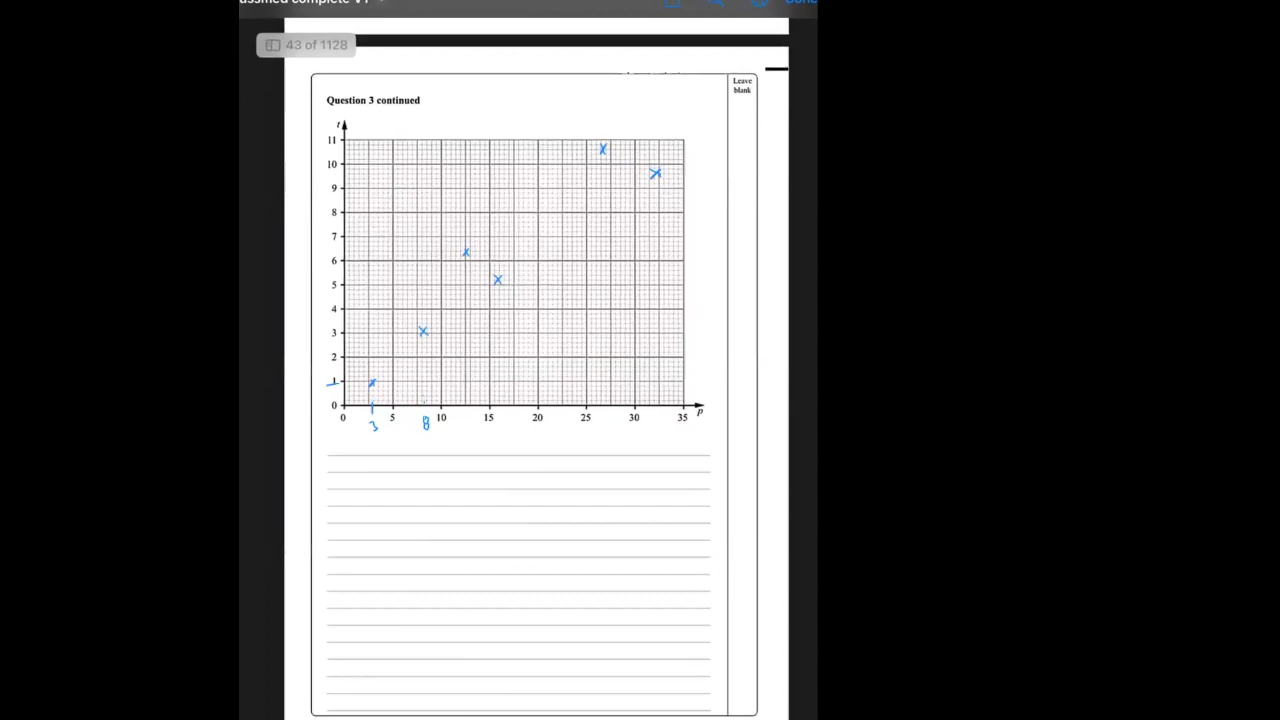 43 of 1128
Leave
blank
Question 3 continued
t
11
10
9
8
7
6
5
4
3
2
1
0
0 5 10 15 20 25 30 35 p
3 8